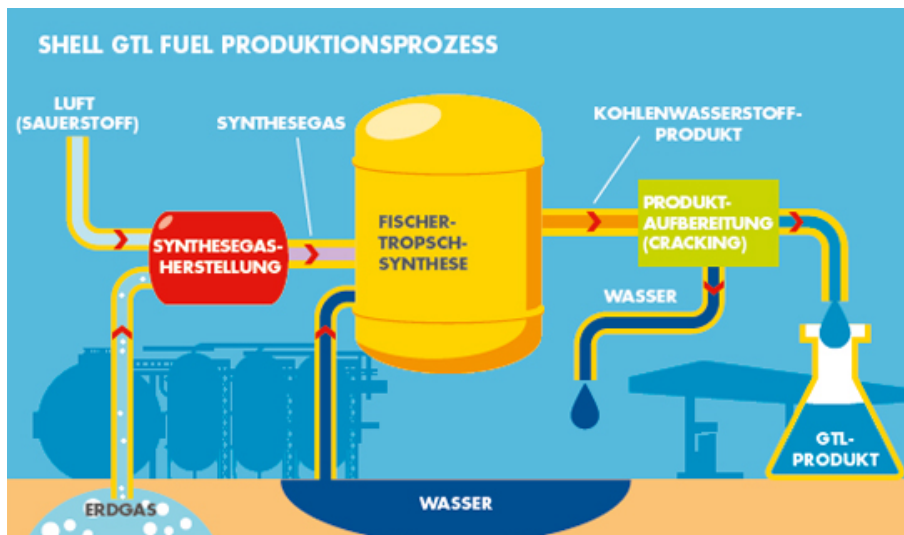 SHELL GTL FUEL PRODUKTIONSPROZESS
LUFT
(SAUERSTOFF)
SYNTHESEGAS
KOHLENWASSERSTOFF-
PRODUKT
SYNTHESEGAS-
HERSTELLUNG
FISCHER-
TROPSCH-
SYNTHESE
PRODUKT-
AUFBEREITUNG
(CRACKING)
WASSER
GTL-
PRODUKT
ERDGAS
WASSER